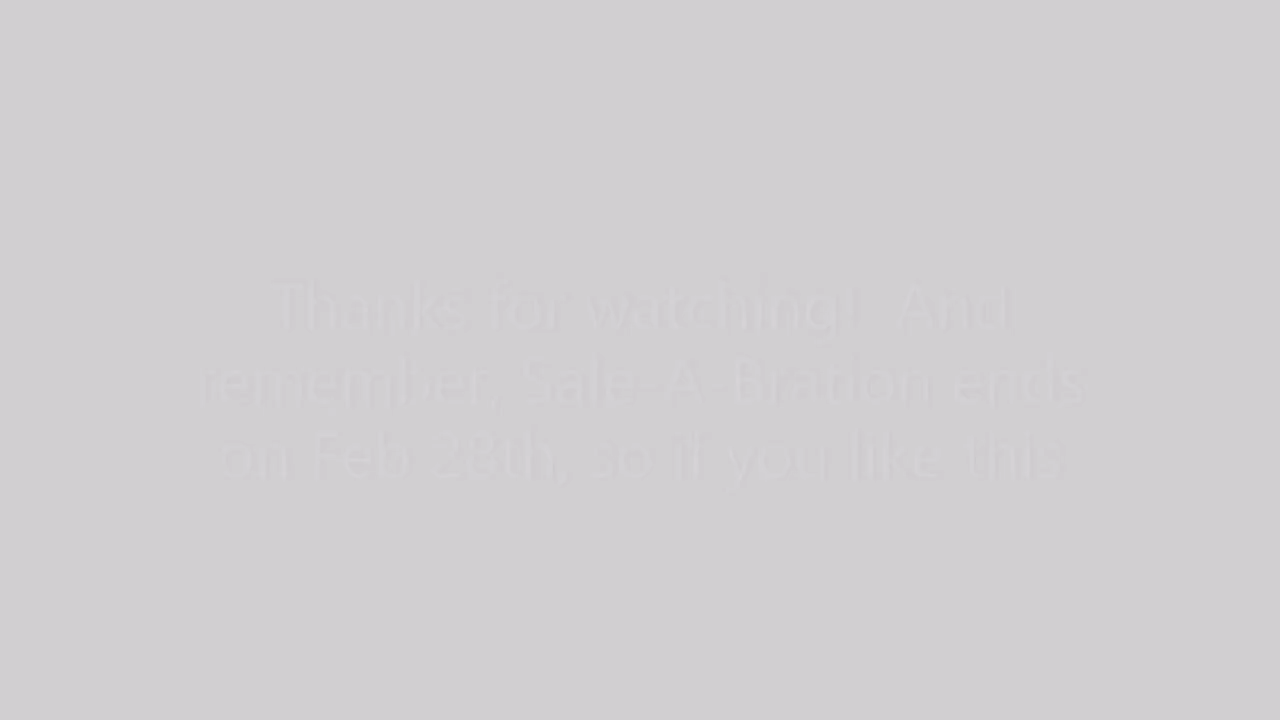 Thanks for watching!  And
remember, Sale-A-Bration ends
on Feb 28th, so if you like this